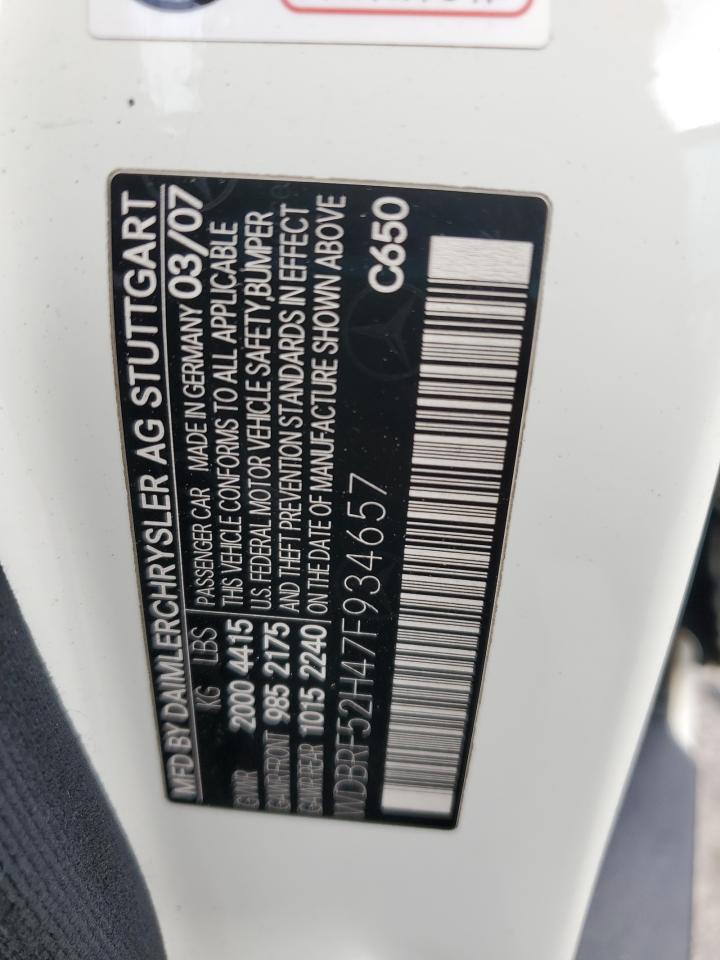 MFD BY DAIMLERCHRYSLER AG STUTTGART
KG LBS PASSENGER CAR MADE IN GERMANY 03/07
GVWR 2000 4415 THIS VEHICLE CONFORMS TO ALL APPLICABLE
GAWR FRONT 985 2175 U.S. FEDERAL MOTOR VEHICLE SAFETY,BUMPER
GAWR REAR 1015 2240 AND THEFT PREVENTION STANDARDS IN EFFECT
ON THE DATE OF MANUFACTURE SHOWN ABOVE
WDBRF52H47F934657 C650